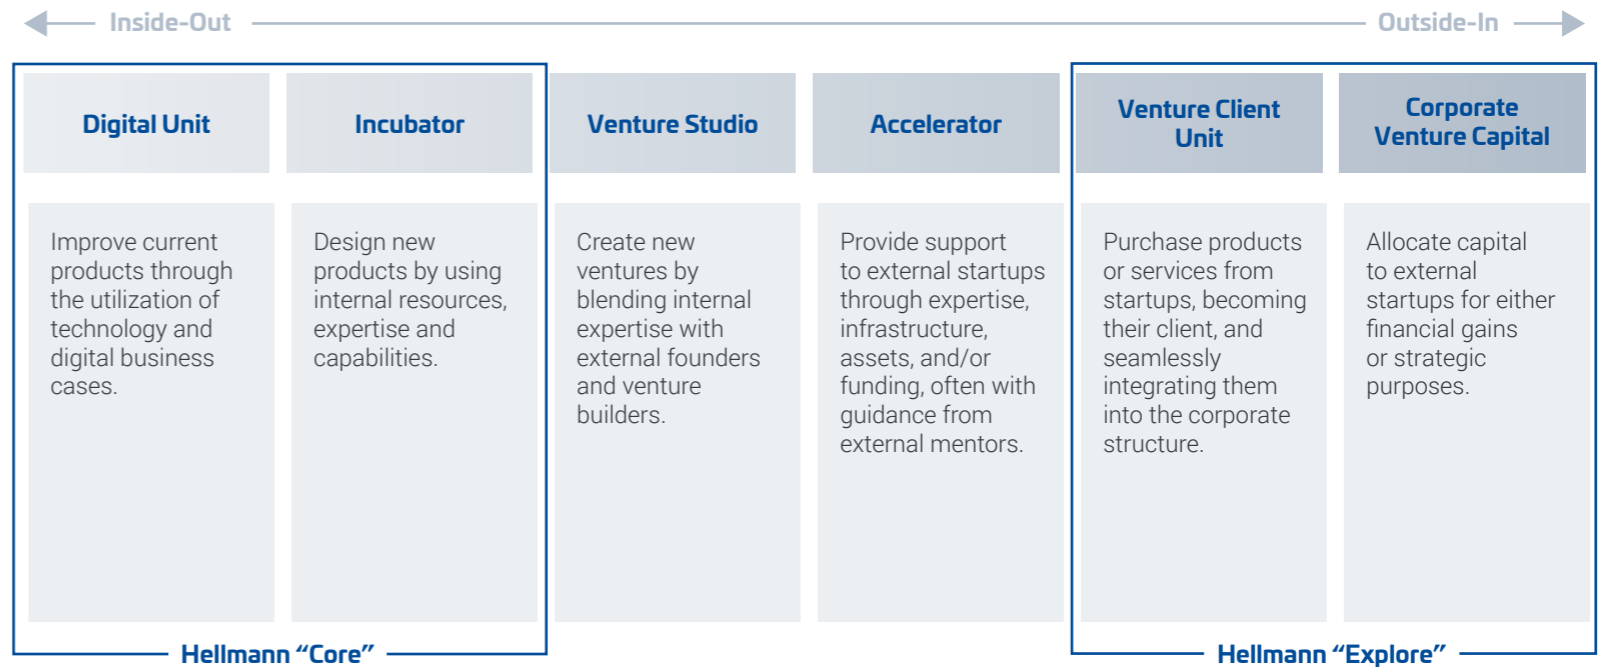 Inside-Out
Outside-In
Digital Unit
Incubator
Venture Studio
Accelerator
Venture Client
Unit
Corporate
Venture Capital
Improve current
products through
the utilization of
technology and
digital business
cases.
Design new
products by using
internal resources,
expertise and
capabilities.
Create new
ventures by
blending internal
expertise with
external founders
and venture
builders.
Provide support
to external startups
through expertise,
infrastructure,
assets, and/or
funding, often with
guidance from
external mentors.
Purchase products
or services from
startups, becoming
their client, and
seamlessly
integrating them
into the corporate
structure.
Allocate capital
to external
startups for either
financial gains
or strategic
purposes.
Hellmann “Core”
Hellmann “Explore”